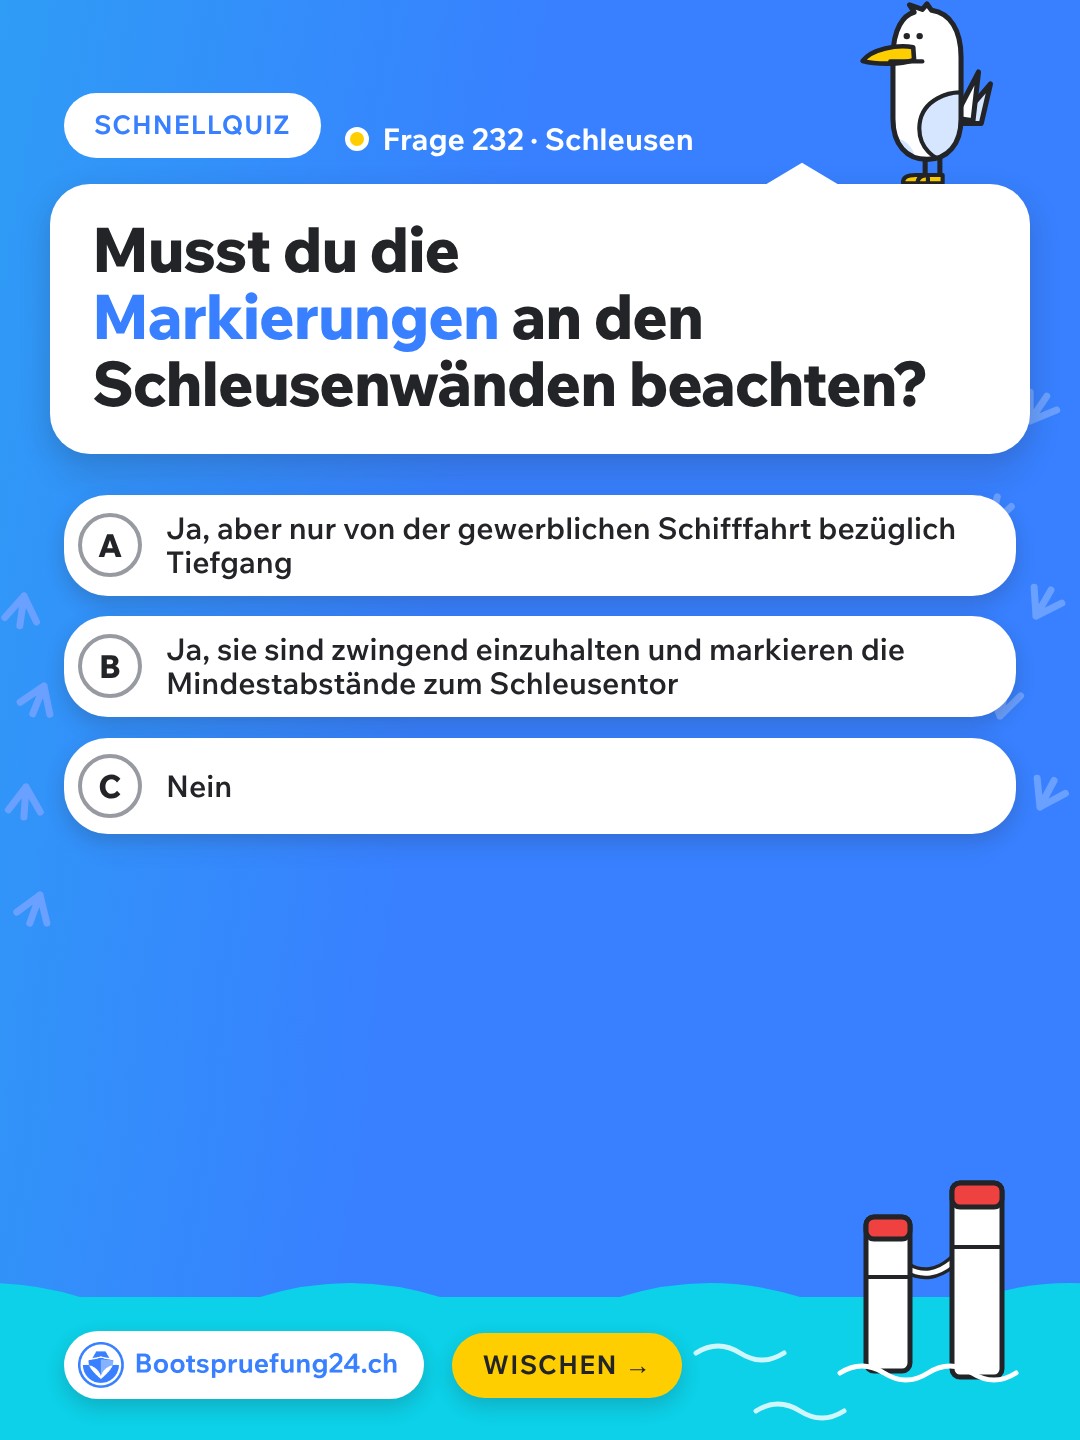 SCHNELLQUIZ
Frage 232 · Schleusen
Musst du die
Markierungen an den
Schleusenwänden beachten?
A
Ja, aber nur von der gewerblichen Schifffahrt bezüglich
Tiefgang
B
Ja, sie sind zwingend einzuhalten und markieren die
Mindestabstände zum Schleusentor
C
Nein
Bootspruefung24.ch
WISCHEN →